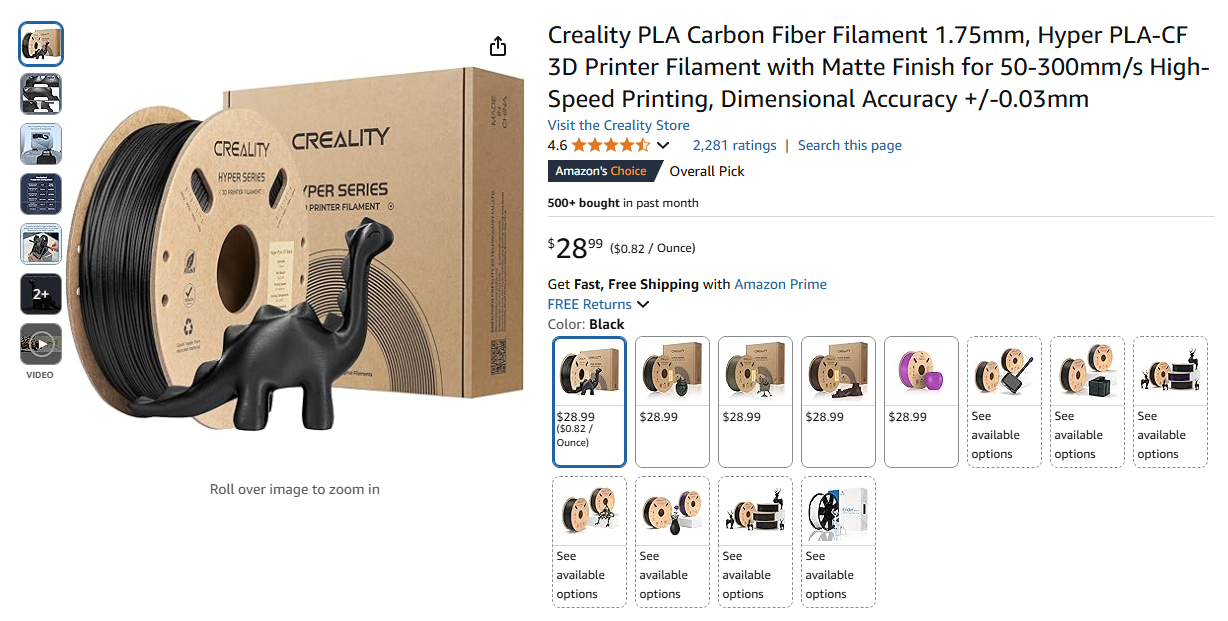 Creality PLA Carbon Fiber Filament 1.75mm, Hyper PLA-CF
3D Printer Filament with Matte Finish for 50-300mm/s High-
Speed Printing, Dimensional Accuracy +/-0.03mm
Visit the Creality Store
4.6
2,281 ratings | Search this page
Amazon's Choice
Overall Pick
500+ bought in past month
$28.99 ($0.82 / Ounce)
Get Fast, Free Shipping with Amazon Prime
FREE Returns
Color: Black
$28.99
($0.82 /
Ounce)
$28.99
$28.99
$28.99
$28.99
See
available
options
See
available
options
See
available
options
See
available
options
See
available
options
See
available
options
See
available
options
2+
VIDEO
CREALITY
HYPER SERIES
3D PRINTER FILAMENT
CREALITY
YPER SERIES
PRINTER FILAMENT
MADE
IN
CHINA
Roll over image to zoom in